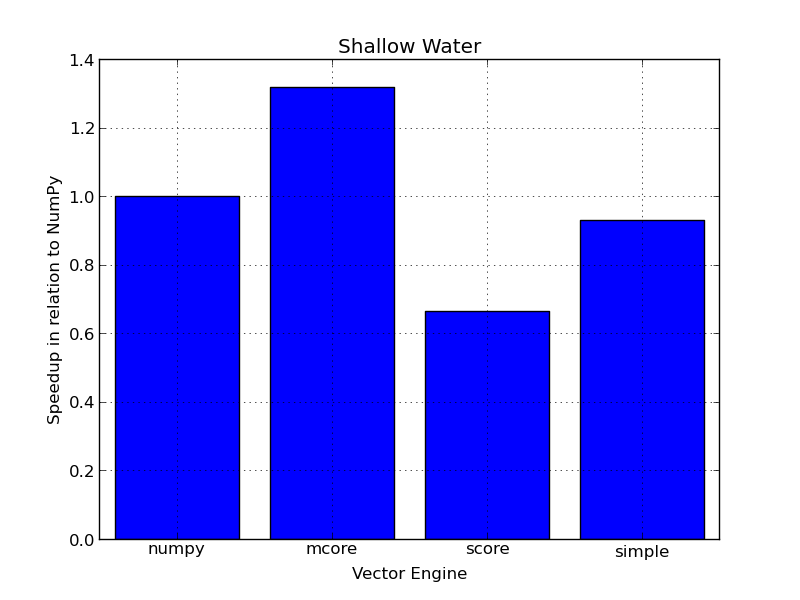 Shallow Water
1.4
1.2
1.0
0.8
0.6
0.4
0.2
0.0
Speedup in relation to NumPy
numpy mcore score simple
Vector Engine